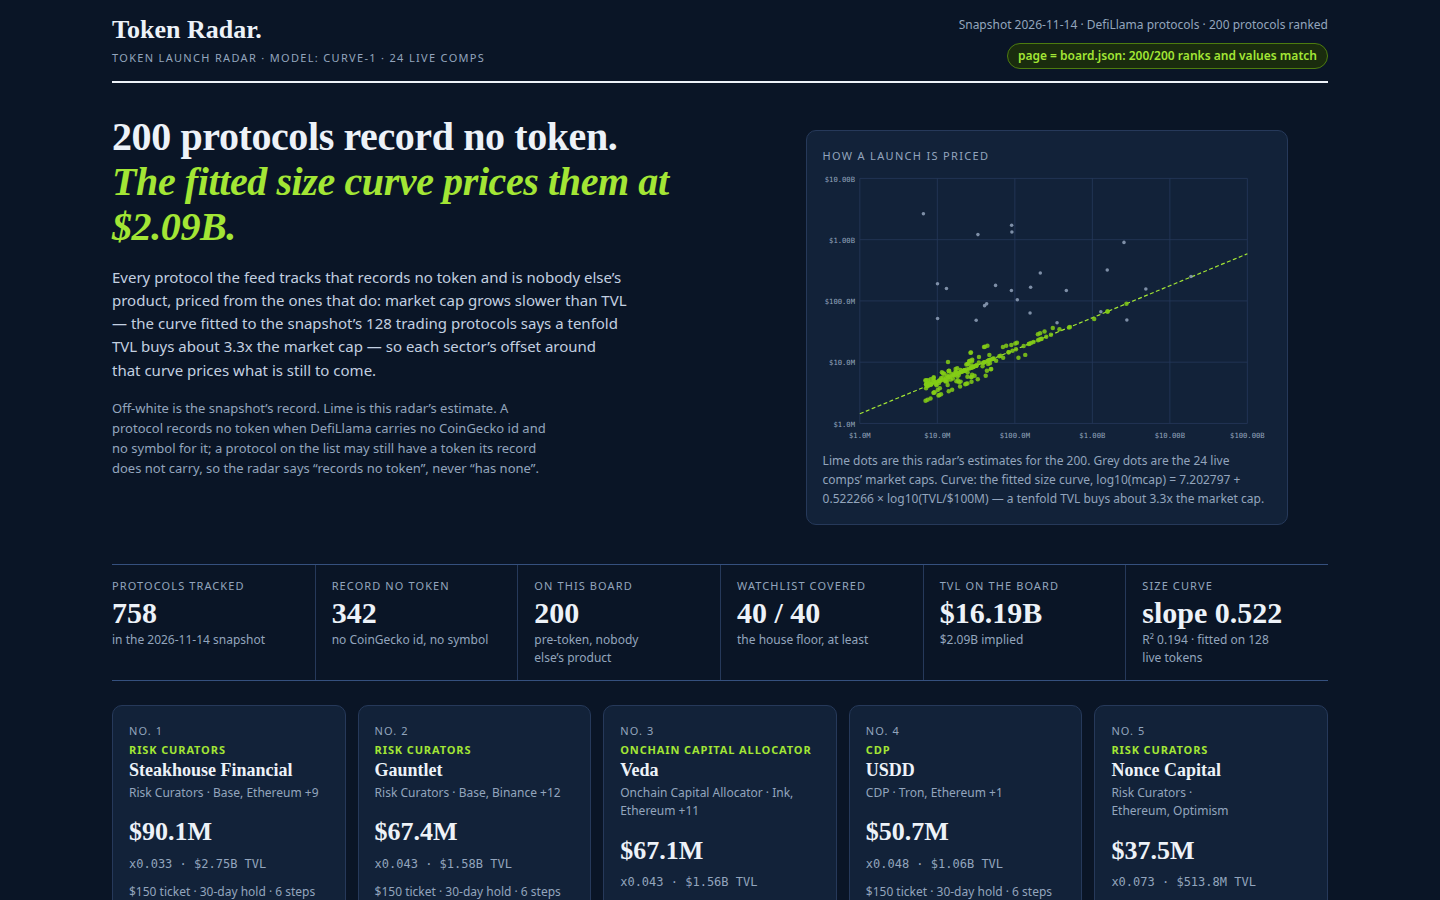 Token Radar.
TOKEN LAUNCH RADAR · MODEL: CURVE-1 · 24 LIVE COMPS
Snapshot 2026-11-14 · DefiLlama protocols · 200 protocols ranked
page = board.json: 200/200 ranks and values match
200 protocols record no token.
The fitted size curve prices them at
$2.09B.
Every protocol the feed tracks that records no token and is nobody else’s
product, priced from the ones that do: market cap grows slower than TVL
— the curve fitted to the snapshot’s 128 trading protocols says a tenfold
TVL buys about 3.3x the market cap — so each sector’s offset around
that curve prices what is still to come.
Off-white is the snapshot’s record. Lime is this radar’s estimate. A
protocol records no token when DefiLlama carries no CoinGecko id and
no symbol for it; a protocol on the list may still have a token its record
does not carry, so the radar says “records no token”, never “has none”.
HOW A LAUNCH IS PRICED
$10.00B
$1.00B
$100.0M
$10.0M
$1.0M
$1.0M $10.0M $100.0M $1.00B $10.00B $100.00B
Lime dots are this radar’s estimates for the 200. Grey dots are the 24 live
comps’ market caps. Curve: the fitted size curve, log10(mcap) = 7.202797 +
0.522266 × log10(TVL/$100M) — a tenfold TVL buys about 3.3x the market cap.
PROTOCOLS TRACKED
758
in the 2026-11-14 snapshot
RECORD NO TOKEN
342
no CoinGecko id, no symbol
ON THIS BOARD
200
pre-token, nobody
else’s product
WATCHLIST COVERED
40 / 40
the house floor, at least
TVL ON THE BOARD
$16.19B
$2.09B implied
SIZE CURVE
slope 0.522
R² 0.194 · fitted on 128
live tokens
NO. 1
RISK CURATORS
Steakhouse Financial
Risk Curators · Base, Ethereum +9
$90.1M
x0.033 · $2.75B TVL
$150 ticket · 30-day hold · 6 steps
NO. 2
RISK CURATORS
Gauntlet
Risk Curators · Base, Binance +12
$67.4M
x0.043 · $1.58B TVL
$150 ticket · 30-day hold · 6 steps
NO. 3
ONCHAIN CAPITAL ALLOCATOR
Veda
Onchain Capital Allocator · Ink,
Ethereum +11
$67.1M
x0.043 · $1.56B TVL
NO. 4
CDP
USDD
CDP · Tron, Ethereum +1
$50.7M
x0.048 · $1.06B TVL
$150 ticket · 30-day hold · 6 steps
NO. 5
RISK CURATORS
Nonce Capital
Risk Curators ·
Ethereum, Optimism
$37.5M
x0.073 · $513.8M TVL